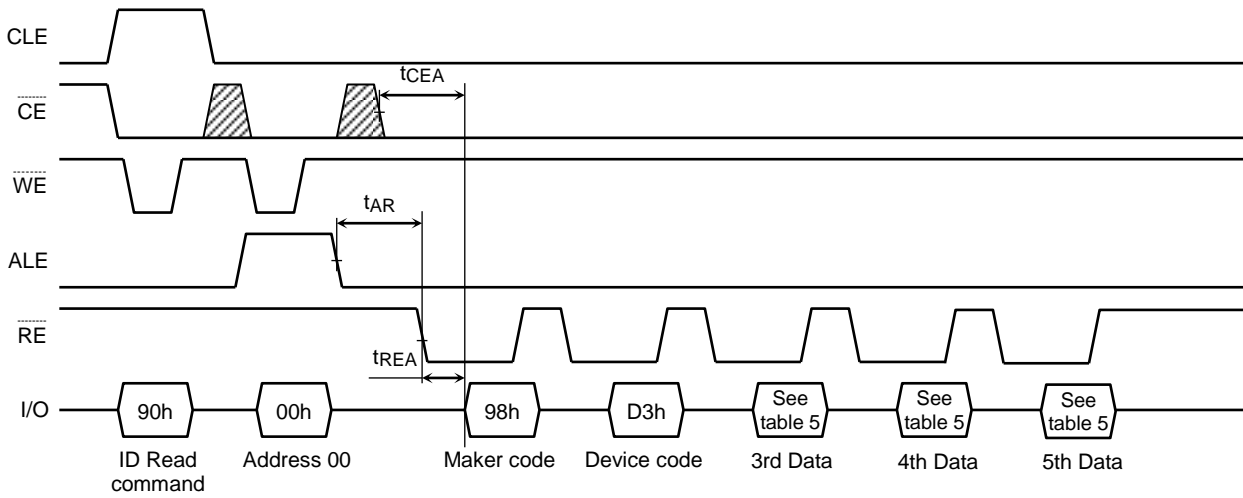 CLE
tCEA
CE
WE
tAR
ALE
RE
tREA
I/O
90h
00h
98h
D3h
See
table 5
See
table 5
See
table 5
ID Read
command
Address 00
Maker code
Device code
3rd Data
4th Data
5th Data